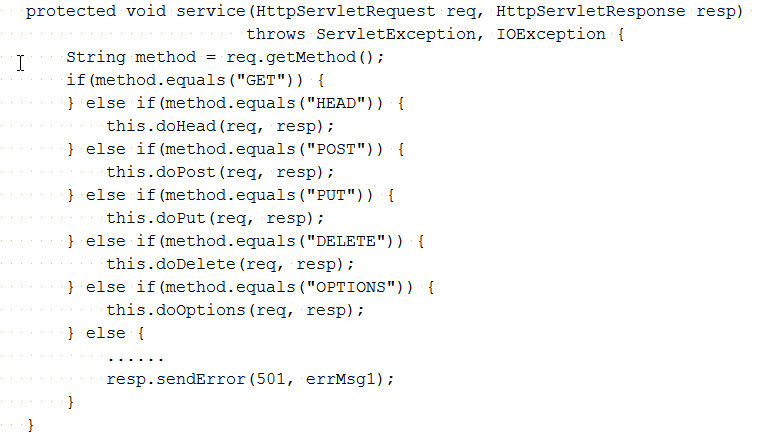 protected void service(HttpServletRequest req, HttpServletResponse resp)
throws ServletException, IOException {
String method = req.getMethod();
if(method.equals("GET")) {
} else if(method.equals("HEAD")) {
this.doHead(req, resp);
} else if(method.equals("POST")) {
this.doPost(req, resp);
} else if(method.equals("PUT")) {
this.doPut(req, resp);
} else if(method.equals("DELETE")) {
this.doDelete(req, resp);
} else if(method.equals("OPTIONS")) {
this.doOptions(req, resp);
} else {
......
resp.sendError(501, errMsg1);
}
}